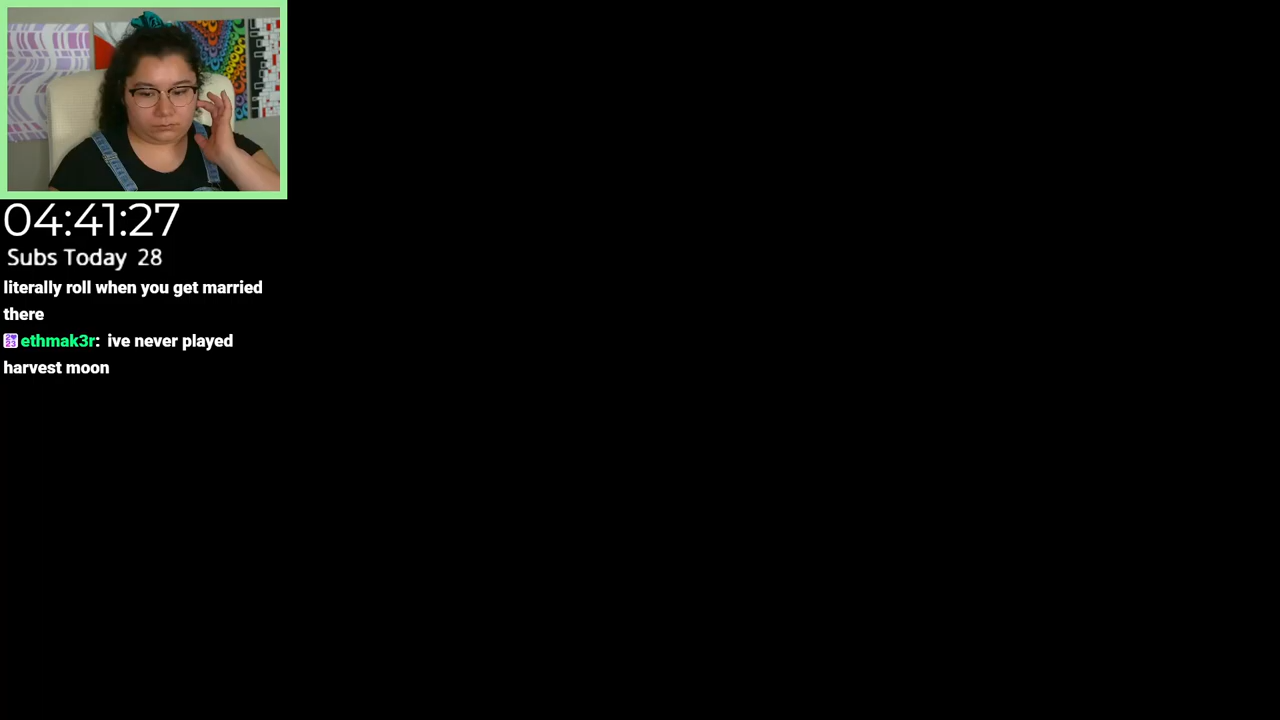 04:41:27
Subs Today 28
literally roll when you get married
there
ethmak3r: ive never played
harvest moon